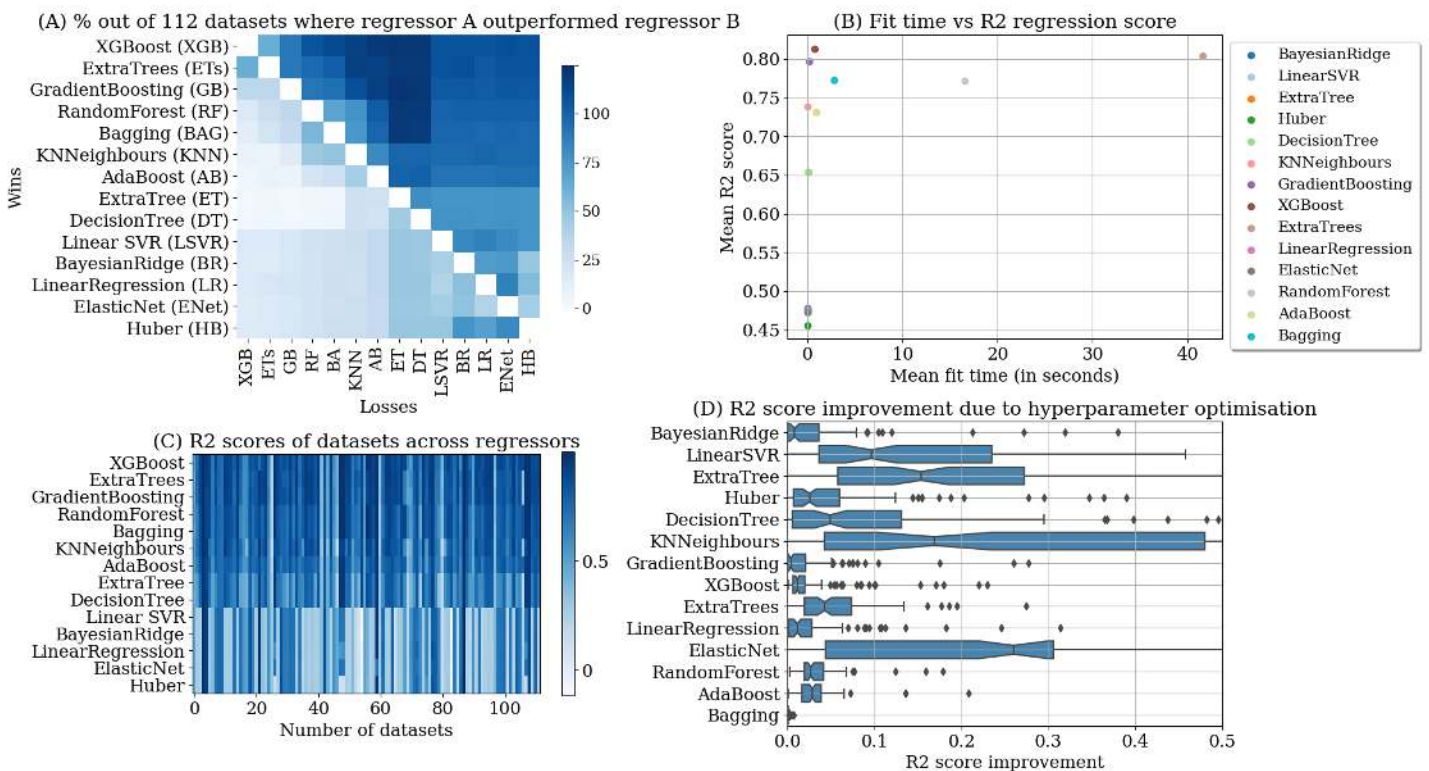 (A) % out of 112 datasets where regressor A outperformed regressor B
Wins
XGBoost (XGB)
ExtraTrees (ETs)
GradientBoosting (GB)
RandomForest (RF)
Bagging (BAG)
KNNeighbours (KNN)
AdaBoost (AB)
ExtraTree (ET)
DecisionTree (DT)
Linear SVR (LSVR)
BayesianRidge (BR)
LinearRegression (LR)
ElasticNet (ENet)
Huber (HB)
XGB
ETs
GB
RF
BA
KNN
AB
ET
DT
LSVR
BR
LR
ENet
HB
Losses
100
75
50
25
0
(B) Fit time vs R2 regression score
Mean R2 score
0.80
0.75
0.70
0.65
0.60
0.55
0.50
0.45
0
10
20
30
40
Mean fit time (in seconds)
BayesianRidge
LinearSVR
ExtraTree
Huber
DecisionTree
KNNeighbours
GradientBoosting
XGBoost
ExtraTrees
LinearRegression
ElasticNet
RandomForest
AdaBoost
Bagging
(C) R2 scores of datasets across regressors
XGBoost
ExtraTrees
GradientBoosting
RandomForest
Bagging
KNNeighbours
AdaBoost
ExtraTree
DecisionTree
Linear SVR
BayesianRidge
LinearRegression
ElasticNet
Huber
0
20
40
60
80
100
Number of datasets
0.5
0
(D) R2 score improvement due to hyperparameter optimisation
BayesianRidge
LinearSVR
ExtraTree
Huber
DecisionTree
KNNeighbours
GradientBoosting
XGBoost
ExtraTrees
LinearRegression
ElasticNet
RandomForest
AdaBoost
Bagging
0.0
0.1
0.2
0.3
0.4
0.5
R2 score improvement